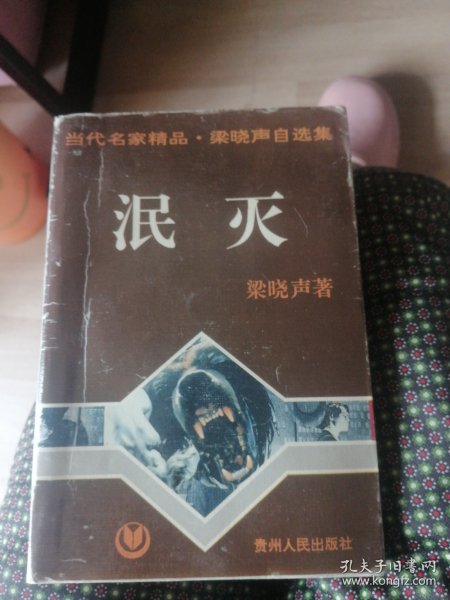 当代名家精品·梁晓声自选集
泯灭
梁晓声著
贵州人民出版社
孔夫子旧书网
www.kongfz.com